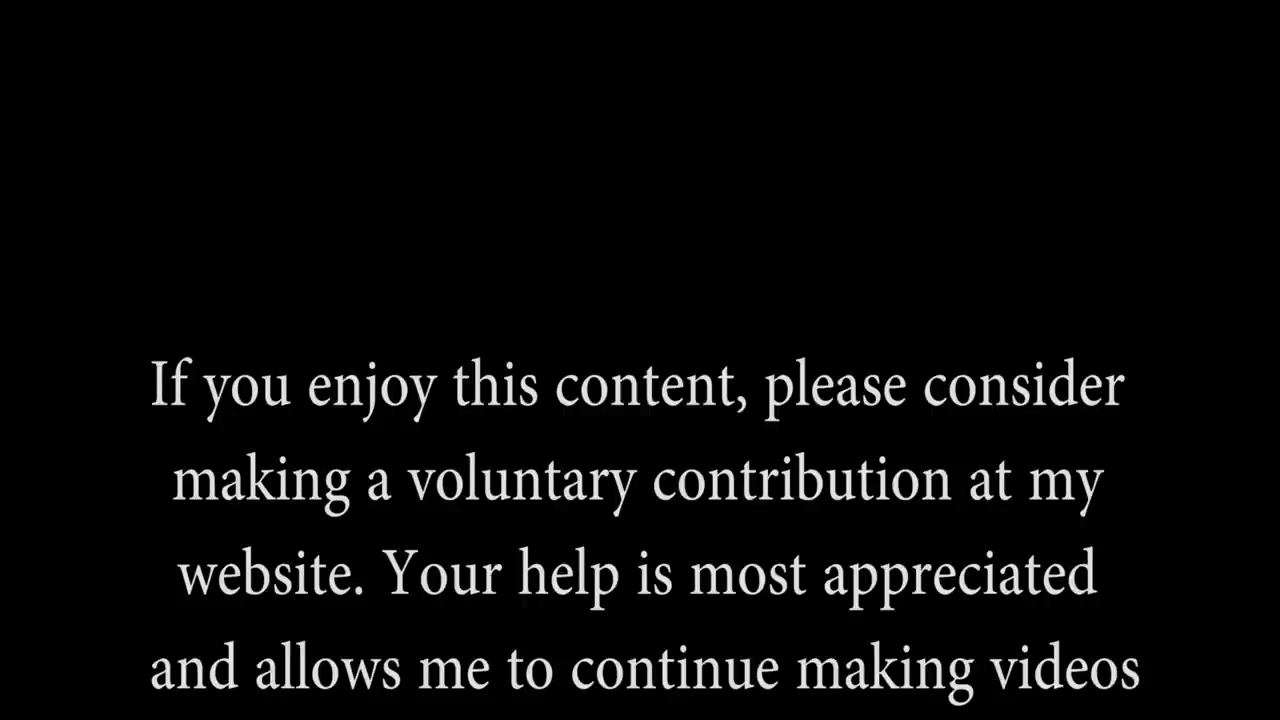 If you enjoy this content, please consider
making a voluntary contribution at my
website. Your help is most appreciated
and allows me to continue making videos